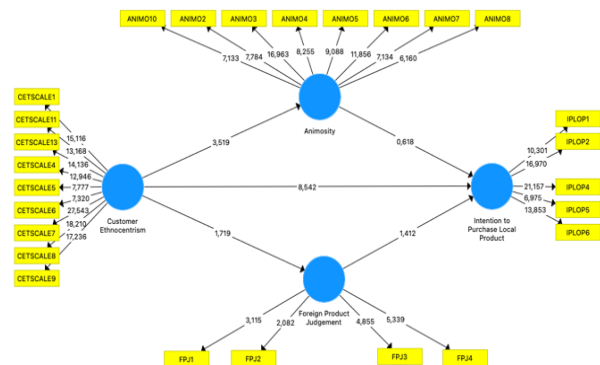 ANIMO10 ANIMO2 ANIMO3 ANIMO4 ANIMO5 ANIMO6 ANIMO7 ANIMO8
7,133 7,784 16,963 8,255 9,088 11,856 7,134 6,160
Animosity
CETSCALE1
CETSCALE11
CETSCALE13
CETSCALE4
CETSCALE5
CETSCALE6
CETSCALE7
CETSCALE8
CETSCALE9
15,116
13,168
14,136
12,946
7,777
7,320
27,543
18,210
17,236
Customer
Ethnocentrism
3,519
0,618
8,542
1,719
1,412
IPLOP1
IPLOP2
IPLOP4
IPLOP5
IPLOP6
10,301
16,970
21,157
6,975
13,853
Intention to
Purchase Local
Product
Foreign Product
Judgement
3,115 2,082 4,855 5,339
FPJ1 FPJ2 FPJ3 FPJ4